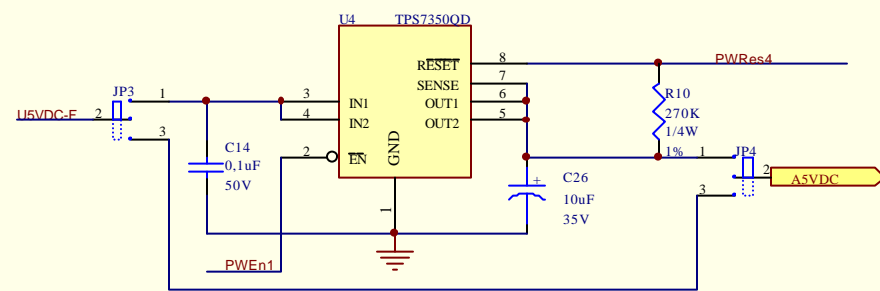 U4 TPS7350QD
8 PWRes4
RESET
7
SENSE
JP3
1 3 IN1 OUT1 6
R10
270K
1/4W
1%
U5VDC-F 2
4 IN2 OUT2 5
3
2 EN GND
C14
0,1uF
50V
1 JP4
2 A5VDC
3
+ C26
10uF
35V
1
PWEn1